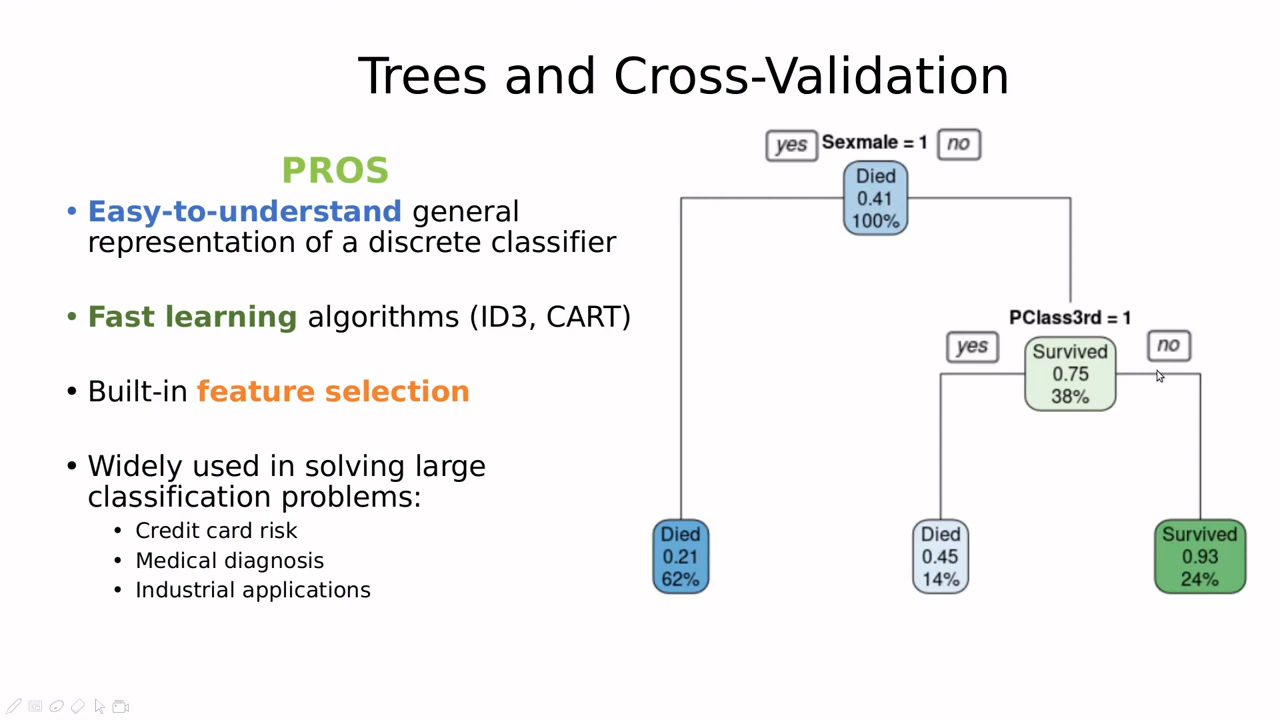 Trees and Cross-Validation
PROS
• Easy-to-understand general
representation of a discrete classifier
• Fast learning algorithms (ID3, CART)
• Built-in feature selection
• Widely used in solving large
classification problems:
• Credit card risk
• Medical diagnosis
• Industrial applications
yes Sexmale = 1 no
Died
0.41
100%
PClass3rd = 1
yes
no
Survived
0.75
38%
Died
0.21
62%
Died
0.45
14%
Survived
0.93
24%